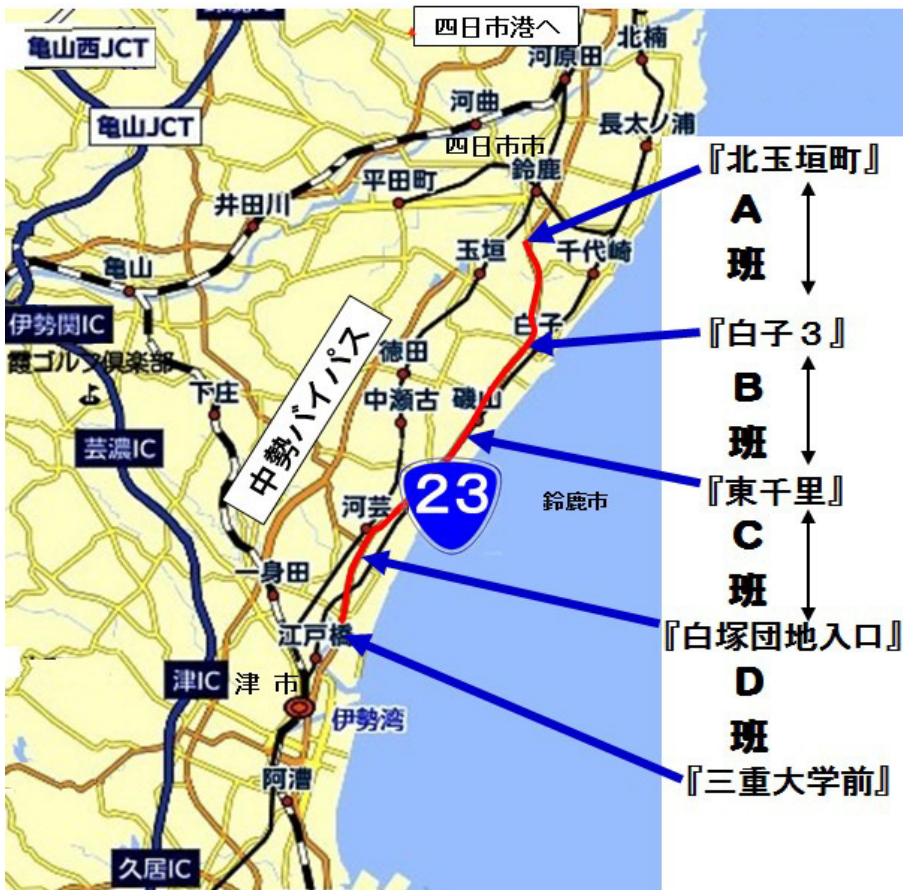 四日市港へ
亀山西JCT
北楠
河原田
亀山JCT
河曲
長太ノ浦
四日市市
鈴鹿
平田町
井田川
玉垣
千代崎
亀山
伊勢関IC
白子
霞ゴルフ倶楽部
徳田
下庄
中瀬古
磯山
中勢バイパス
芸濃IC
23
河芸
鈴鹿市
一身田
江戸橋
津IC
津 市
伊勢湾
阿漕
久居IC
『北玉垣町』
A
班
『白子3』
B
班
『東千里』
C
班
『白塚団地入口』
D
班
『三重大学前』